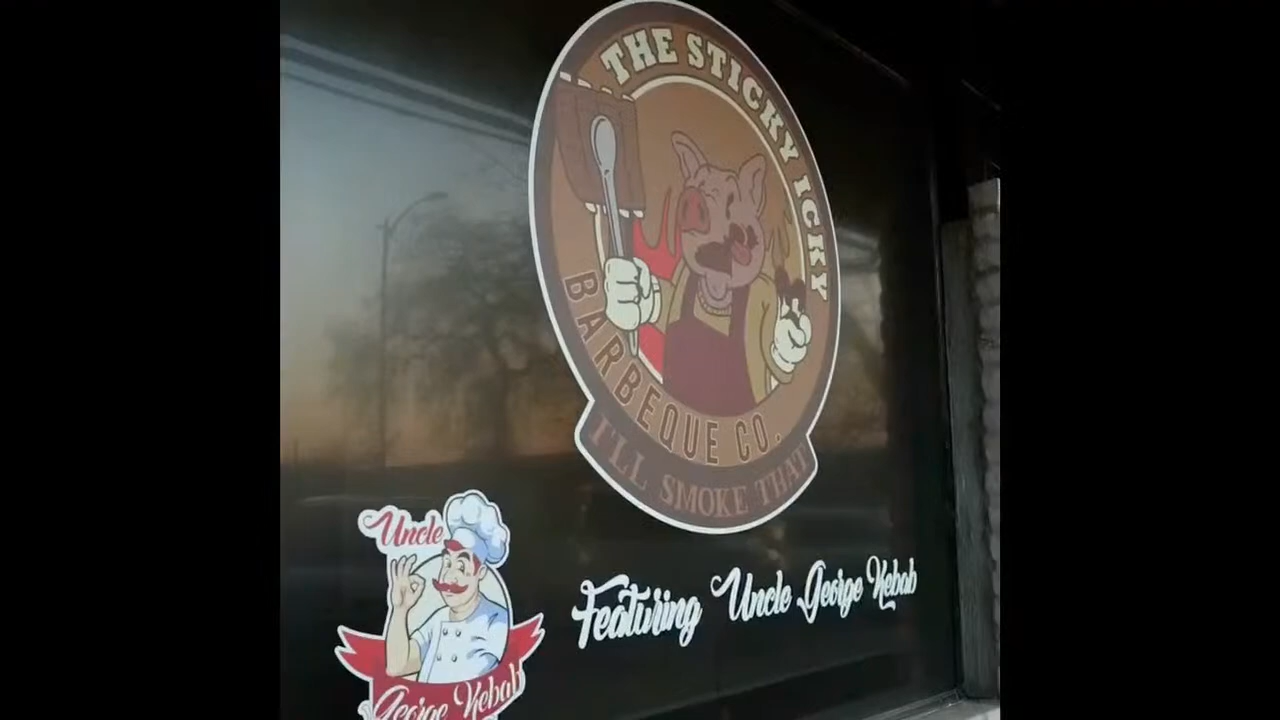 THE STICKY ICKY
BARBEQUE CO.
I'LL SMOKE THAT
Uncle
George Kebab
Featuring Uncle George Kebab